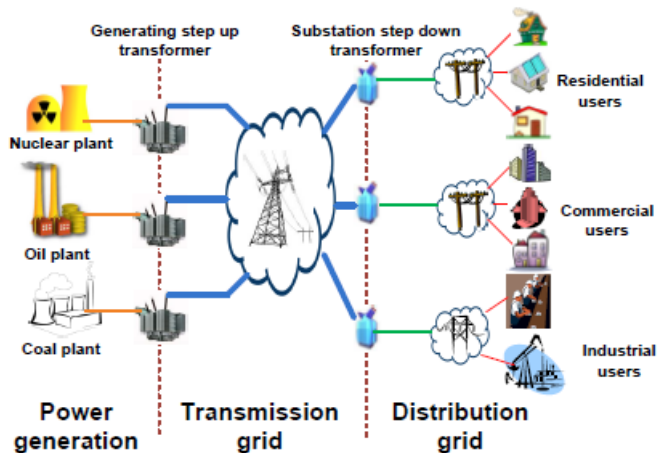 Generating step up
transformer
Substation step down
transformer
Nuclear plant
Residential
users
Oil plant
Commercial
users
Coal plant
Industrial
users
Power
generation
Transmission
grid
Distribution
grid